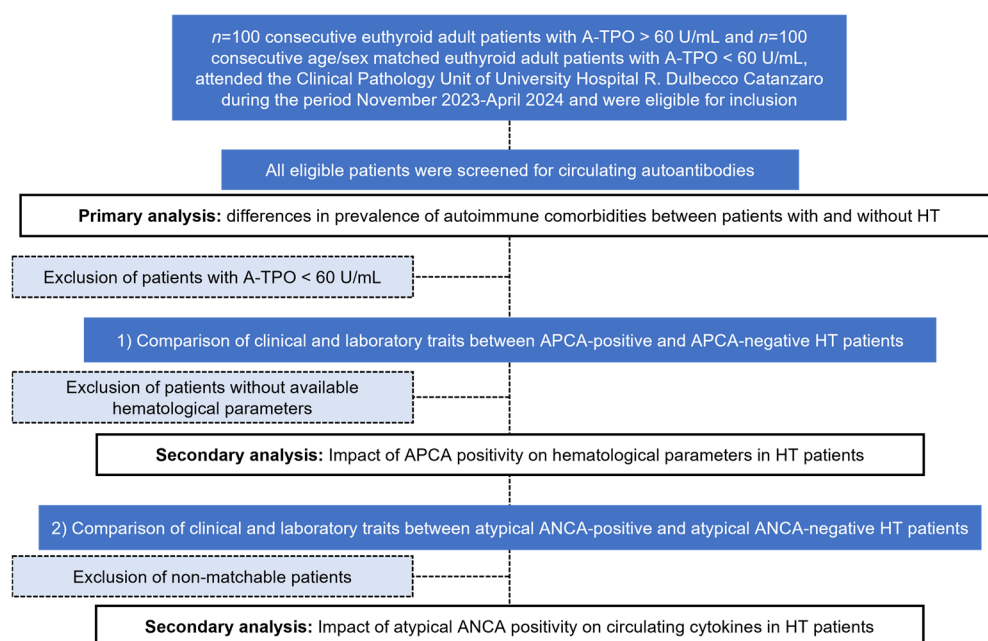 n=100 consecutive euthyroid adult patients with A-TPO > 60 U/mL and n=100
consecutive age/sex matched euthyroid adult patients with A-TPO < 60 U/mL,
attended the Clinical Pathology Unit of University Hospital R. Dulbecco Catanzaro
during the period November 2023-April 2024 and were eligible for inclusion
All eligible patients were screened for circulating autoantibodies
Primary analysis: differences in prevalence of autoimmune comorbidities between patients with and without HT
Exclusion of patients with A-TPO < 60 U/mL
1) Comparison of clinical and laboratory traits between APCA-positive and APCA-negative HT patients
Exclusion of patients without available
hematological parameters
Secondary analysis: Impact of APCA positivity on hematological parameters in HT patients
2) Comparison of clinical and laboratory traits between atypical ANCA-positive and atypical ANCA-negative HT patients
Exclusion of non-matchable patients
Secondary analysis: Impact of atypical ANCA positivity on circulating cytokines in HT patients